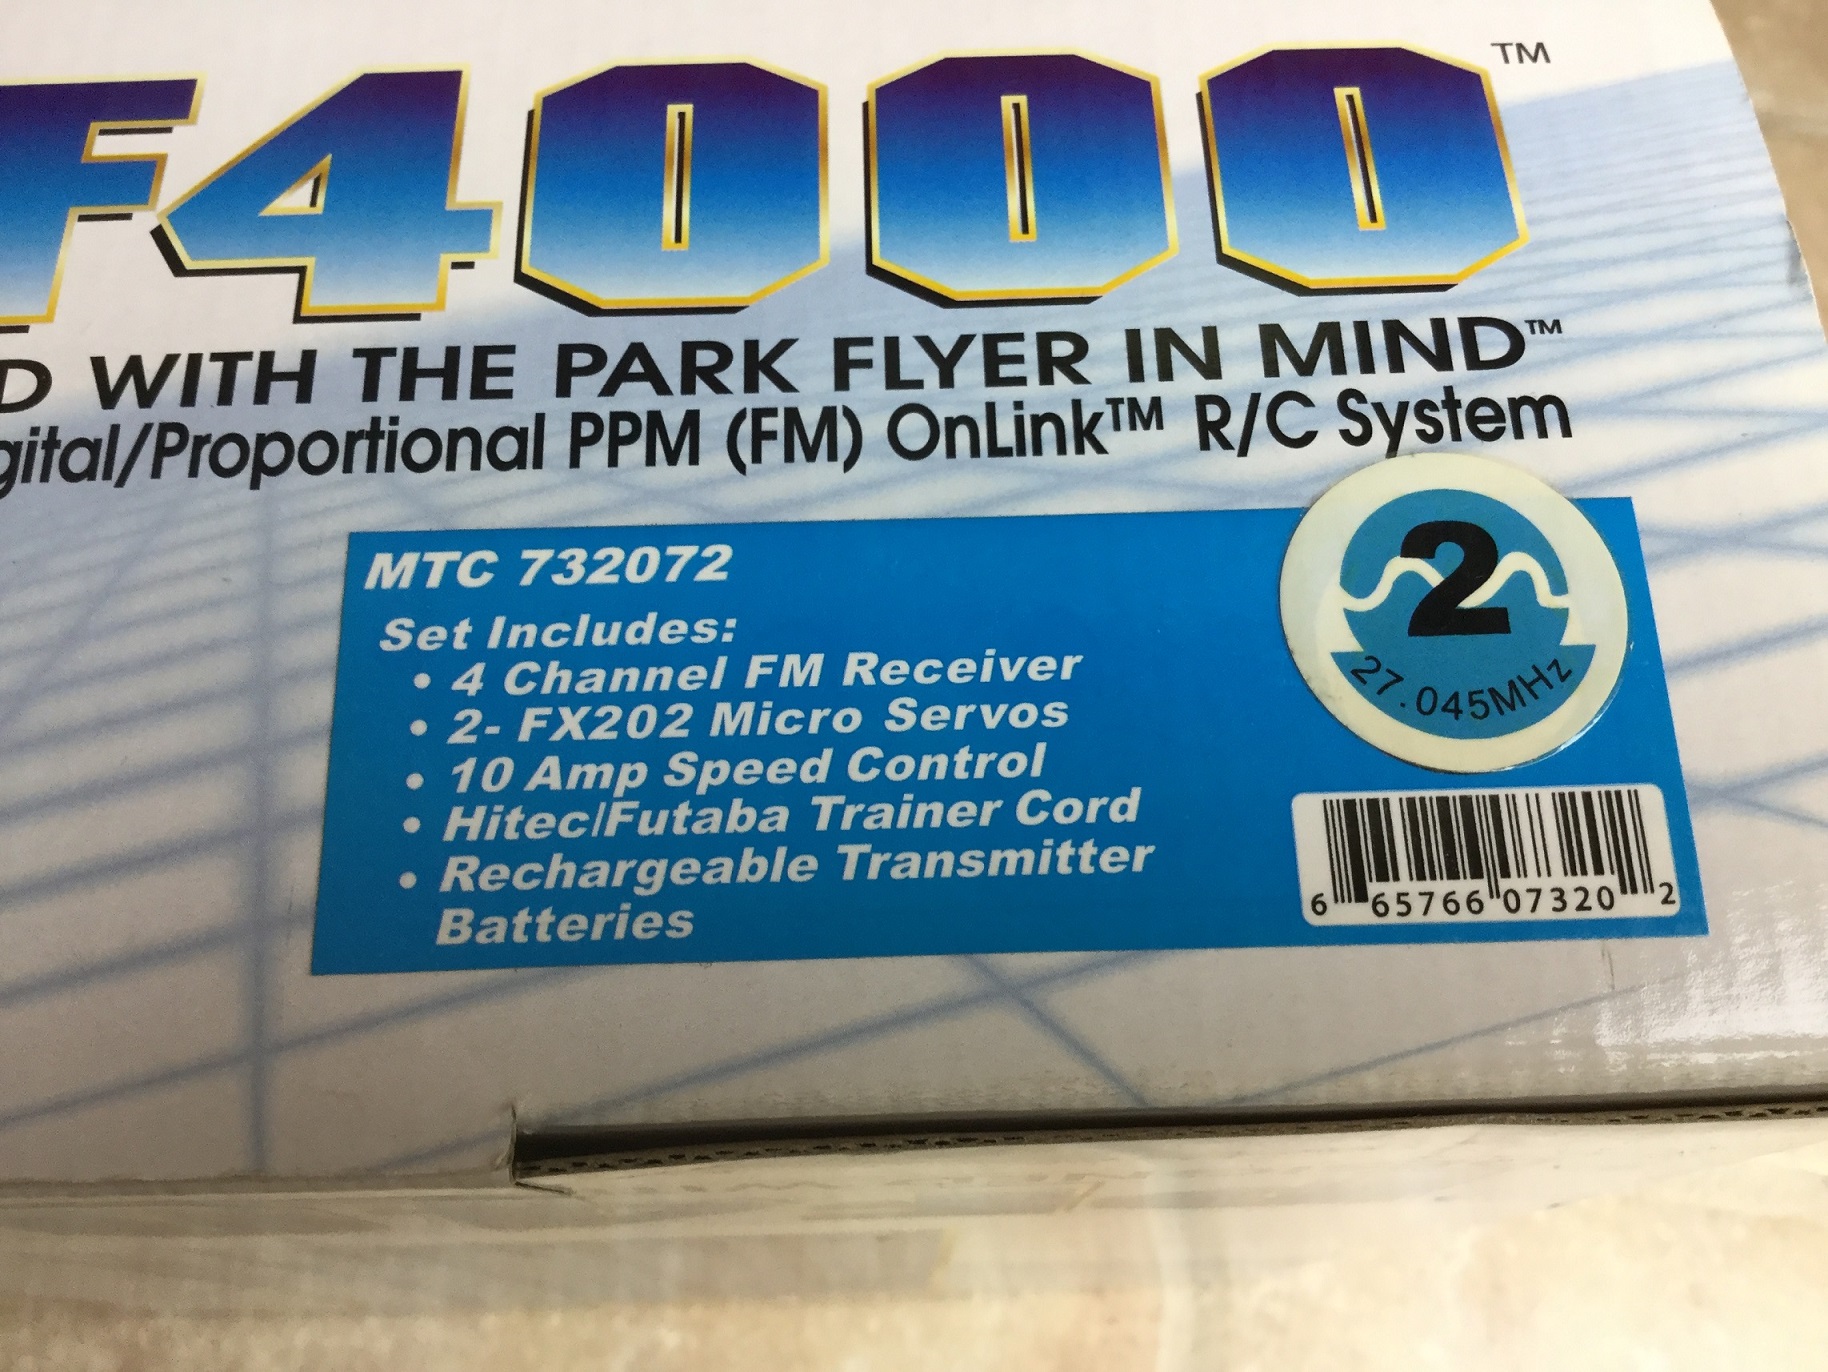 F4000™
D WITH THE PARK FLYER IN MIND™
gital/Proportional PPM (FM) OnLink™ R/C System
MTC 732072
Set Includes:
• 4 Channel FM Receiver
• 2- FX202 Micro Servos
• 10 Amp Speed Control
• Hitec/Futaba Trainer Cord
• Rechargeable Transmitter
Batteries
2
27.045MHz
6 65766 07320 2